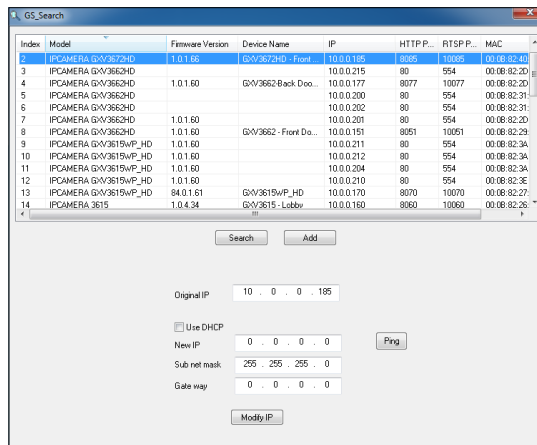 GS_Search
Index Model Firmware Version Device Name IP HTTP P... RTSP P... MAC
2 IPCAMERA GXV3672HD 1.0.1.66 GXV3672HD - Front ... 10.0.0.185 8085 10085 00:0B:82:40:
3 IPCAMERA GXV3662HD 10.0.0.215 80 554 00:0B:82:2D
4 IPCAMERA GXV3662HD 1.0.1.60 GXV3662-Back Doo... 10.0.0.177 8077 10077 00:0B:82:2D
5 IPCAMERA GXV3662HD 10.0.0.200 80 554 00:0B:82:31:
6 IPCAMERA GXV3662HD 10.0.0.202 80 554 00:0B:82:31:
7 IPCAMERA GXV3662HD 1.0.1.60 10.0.0.201 80 554 00:0B:82:2D
8 IPCAMERA GXV3662HD 1.0.1.60 GXV3662 - Front Do... 10.0.0.151 8051 10051 00:0B:82:29:
9 IPCAMERA GXV3615WP_HD 1.0.1.60 10.0.0.211 80 554 00:0B:82:3A
10 IPCAMERA GXV3615WP_HD 1.0.1.60 10.0.0.212 80 554 00:0B:82:3A
11 IPCAMERA GXV3615WP_HD 1.0.1.60 10.0.0.204 80 554 00:0B:82:3A
12 IPCAMERA GXV3615WP_HD 1.0.1.60 10.0.0.210 80 554 00:0B:82:3E
13 IPCAMERA GXV3615WP_HD 84.0.1.61 GXV3615WP_HD 10.0.0.170 8070 10070 00:0B:82:27:
14 IPCAMERA 3615 1.0.4.34 GXV3615 - Lobby 10.0.0.160 8060 10060 00:0B:82:26:
Search Add
Original IP 10 . 0 . 0 . 185
Use DHCP
New IP 0 . 0 . 0 . 0 Ping
Sub net mask 255 . 255 . 255 . 0
Gate way 0 . 0 . 0 . 0
Modify IP